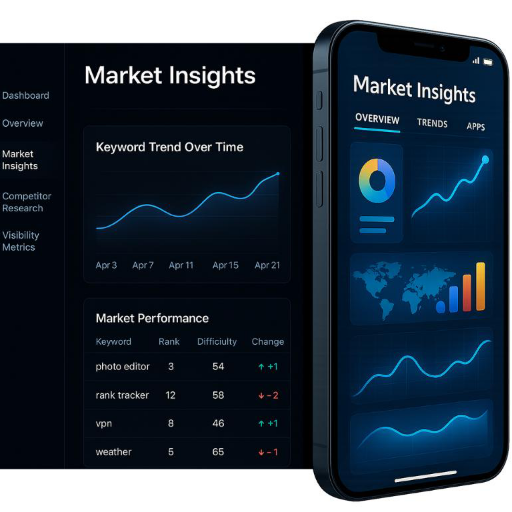 Market Insights
Dashboard
Overview
Market
Insights
Competitor
Research
Visibility
Metrics
Keyword Trend Over Time
Apr 3 Apr 7 Apr 11 Apr 15 Apr 21
Market Performance
Keyword Rank Difficiulty Change
photo editor 3 54 ↑ +1
rank tracker 12 58 ↓ - 2
vpn 8 46 ↑ +1
weather 5 65 ↓ - 1
Market Insights
OVERVIEW TRENDS APPS